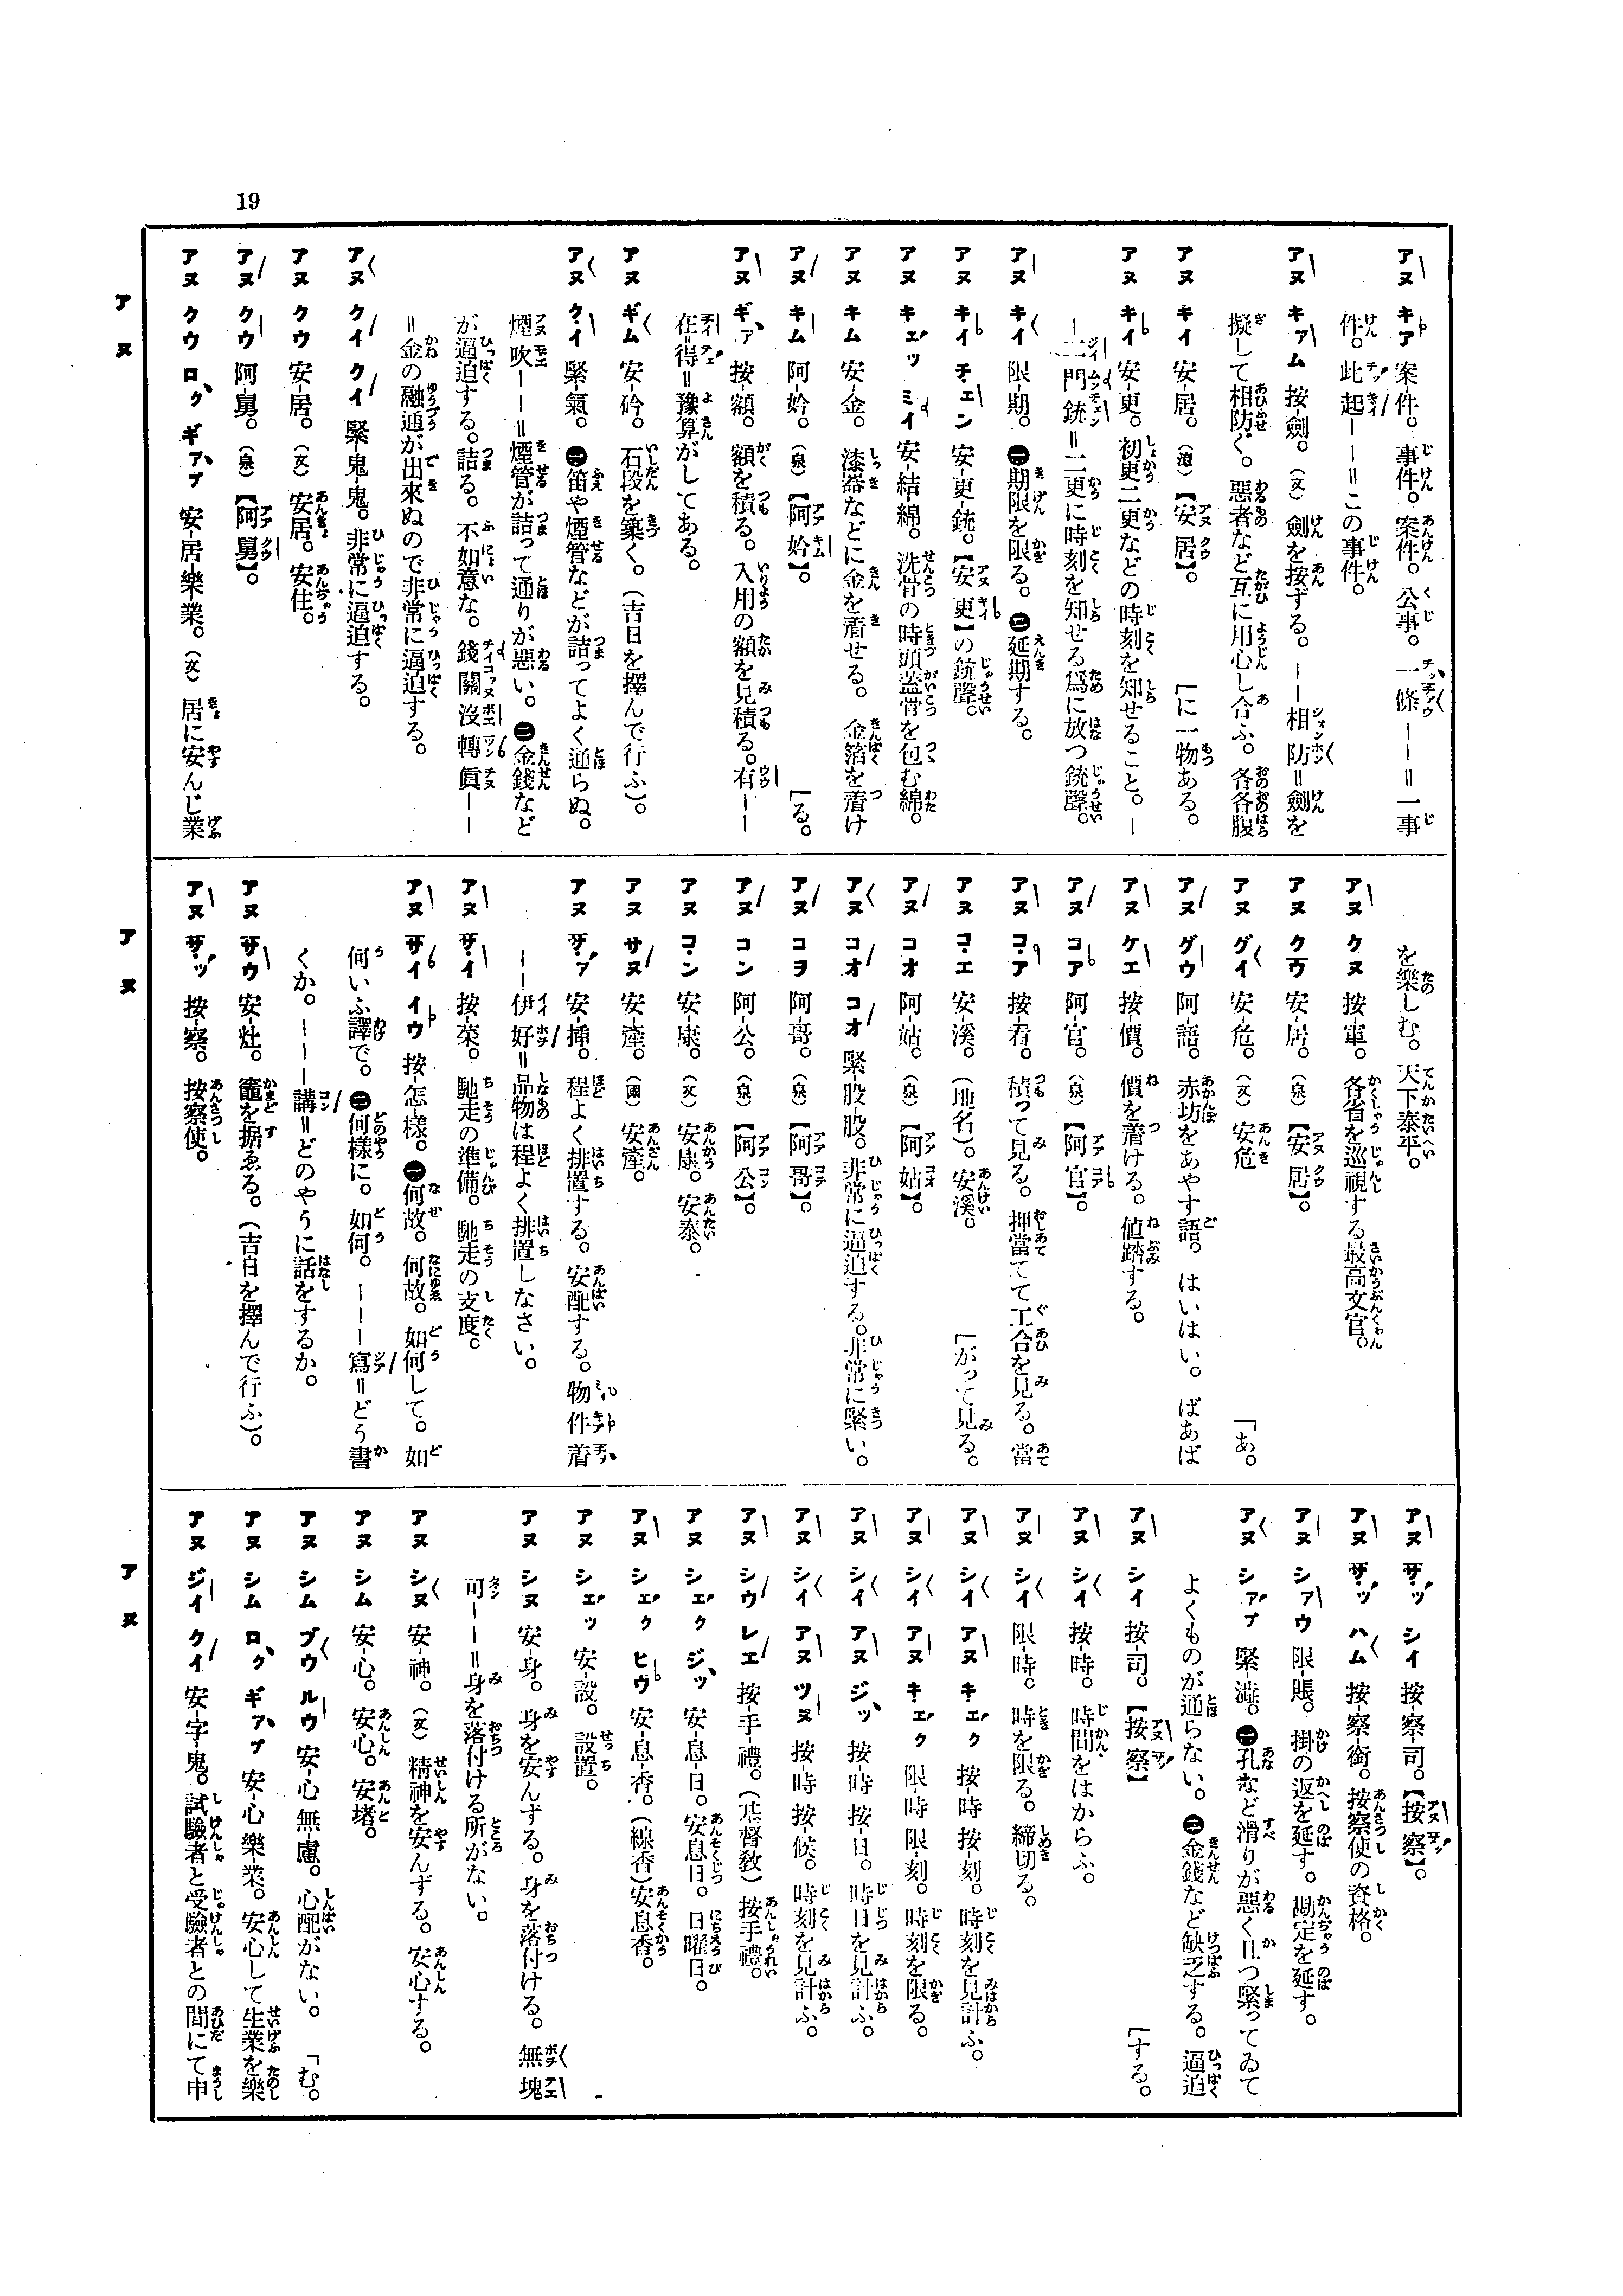 19
アヌ キア 案-件。事件。案件。公事。一條ーー＝一事
件。此起ーー＝この事件。
アヌ キァム 按-劍。（文）劍を按ずる。ーー相防＝劍を
擬して相防ぐ。惡者など互に用心し合ふ。各各腹
アヌ キイ 安-居。（漳）【安居】。 「に一物ある。
アヌ キイ 安-更。初更二更などの時刻を知せること。ー
ー二門銃＝二更に時刻を知せる爲に放つ銃聲。
アヌ キイ 限-期。㊀期限を限る。㊁延期する。
アヌ キイ チェン 安-更-銃。【安更】の銃聲。
アヌ キェッ ミイ 安-結-綿。洗骨の時頭蓋骨を包む綿。
アヌ キム 安-金。漆器などに金を着せる。金箔を着け
アヌ キム 阿-妗。（泉）【阿妗】。 「る。
アヌ ギァ 按-額。額を積る。入用の額を見積る。有ーー
在-得＝豫算がしてある。
アヌ ギム 安-砛。石段を築く。（吉日を擇んで行ふ）。
アヌ クイ 緊-氣。㊀笛や煙管などが詰ってよく通らぬ。
煙吹ーー＝煙管が詰って通りが惡い。㊁金錢など
が逼迫する。詰る。不如意な。錢關沒轉眞ーー
＝金の融通が出來ぬので非常に逼迫する。
アヌ クイ クイ 緊-鬼-鬼。非常に逼迫する。
アヌ クウ 安-居。（文）安居。安住。
アヌ クウ 阿-舅。（泉）【阿舅】。
アヌ クウ ロク ギァプ 安-居-樂-業。（文）居に安んじ業
ア ヌ
を樂しむ。天下泰平。
アヌ クヌ 按-軍。各省を巡視する最高文官。
アヌ クウ 安-居。（泉）【安居】。
アヌ グイ 安-危。（文）安危 「あ。
アヌ グウ 阿-語。赤坊をあやす語。はいはい。ばあば
アヌ ケエ 按-價。價を着ける。値踏する。
アヌ コア 阿-官。（泉）【阿官】。
アヌ コア 按-看。積って見る。押當てて工合を見る。當
アヌ コエ 安-溪。（地名）。安溪。 「がって見る。
アヌ コオ 阿-姑。（泉）【阿姑】。
アヌ コオ コオ 緊-股-股。非常に逼迫する。非常に緊い。
アヌ コヲ 阿-哥。（泉）【阿哥】。
アヌ コン 阿-公。（泉）【阿公】。
アヌ コン 安-康。（文）安康。安泰。
アヌ サヌ 安-產。（國）安產。
アヌ サァ 安-揷。程よく排置する。安配する。物件着
ーー伊好＝品物は程よく排置しなさい。
アヌ サイ 按-菜。馳走の準備。馳走の支度。
アヌ サイ イウ 按-怎-樣。㊀何故。何故。如何して。如
何いふ譯で。㊁何樣に。如何。ーーー寫＝どう書
くか。ーーー講＝どのやうに話をするか。
アヌ サウ 安-灶。竈を据ゑる。（吉日を擇んで行ふ）。
アヌ サッ 按-察。按察使。
ア ヌ
アヌ サッ シイ 按-察-司。【按察】。
アヌ サッ ハム 按-察-銜。按察使の資格。
アヌ シァウ 限-賬。掛の返を延す。勘定を延す。
アヌ シァプ 緊-澁。㊀孔など滑りが惡く且つ緊ってゐて
よくものが通らない。㊁金錢など缺乏する。逼迫
アヌ シイ 按-司。【按察】 「する。
アヌ シイ 按-時。時間をはからふ。
アヌ シイ 限-時。時を限る。締切る。
アヌ シイ アヌ キェク 按-時 按-刻。時刻を見計ふ。
アヌ シイ アヌ キェク 限-時 限-刻。時刻を限る。
アヌ シイ アヌ ジッ 按-時 按-日。時日を見計ふ。
アヌ シイ アヌ ツヌ 按-時 按-候。時刻を見計ふ。
アヌ シウ レエ 按-手-禮。（基督敎）按手禮。
アヌ シェク ジッ 安-息-日。安息日。日曜日。
アヌ シェク ヒウ 安-息-香。（線香）安息香。
アヌ シェッ 安-設。設置。
アヌ シヌ 安-身。身を安んずる。身を落付ける。無塊
可ーー＝身を落付ける所がない。
アヌ シヌ 安-神。（文）精神を安んずる。安心する。
アヌ シム 安-心。安心。安堵。
アヌ シム ブウ ルウ 安-心 無-慮。心配がない。 「む。
アヌ シム ロク ギァプ 安-心 樂-業。安心して生業を樂
アヌ ジイ クイ 安-字-鬼。試驗者と受驗者との間にて申
ア ヌ